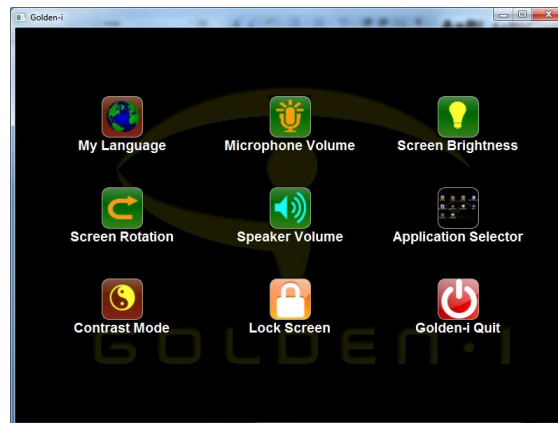 Golden-i
My Language
Microphone Volume
Screen Brightness
Screen Rotation
Speaker Volume
Application Selector
Contrast Mode
Lock Screen
Golden-i Quit
GOLDEN·I